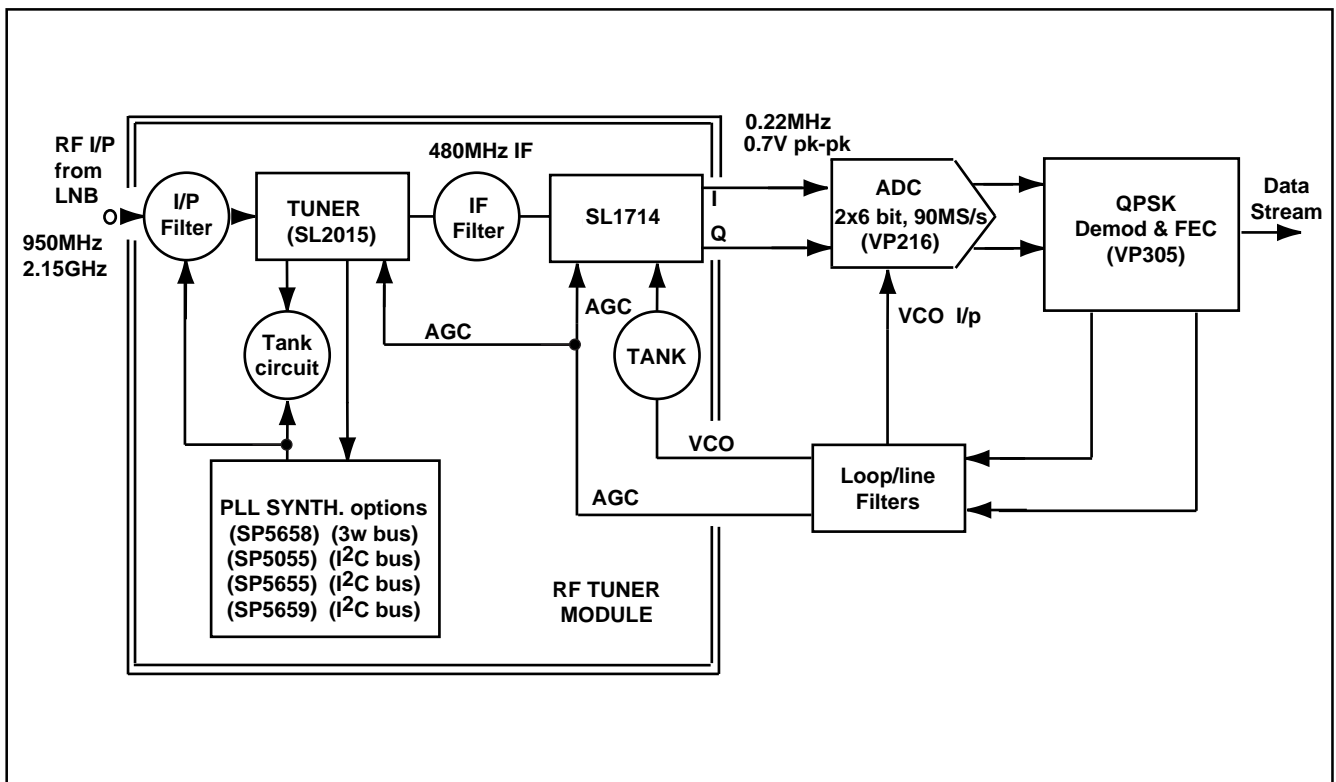 RF I/P
from
LNB
950MHz
2.15GHz
I/P
Filter
TUNER
(SL2015)
480MHz IF
IF
Filter
SL1714
I
Q
0.22MHz
0.7V pk-pk
ADC
2x6 bit, 90MS/s
(VP216)
QPSK
Demod & FEC
(VP305)
Data
Stream
Tank
circuit
AGC
AGC
TANK
VCO I/p
VCO
AGC
Loop/line
Filters
PLL SYNTH. options
(SP5658) (3w bus)
(SP5055) (I²C bus)
(SP5655) (I²C bus)
(SP5659) (I²C bus)
RF TUNER
MODULE